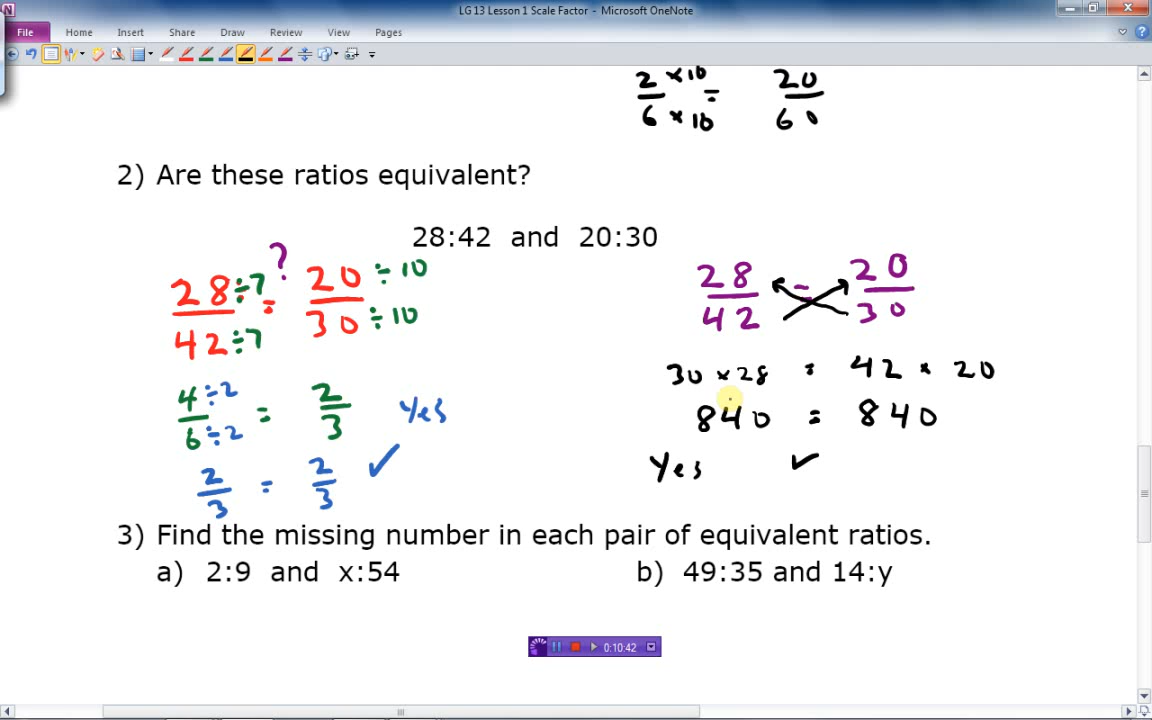 LG 13 Lesson 1 Scale Factor - Microsoft OneNote
File Home Insert Share Draw Review View Pages
2 ×10 = 20
6 ×10 60
2) Are these ratios equivalent?
28:42 and 20:30
?
28 ÷7 = 20 ÷10
42 ÷7 30 ÷10
4 ÷2 = 2
6 ÷2 3
Yes
2 = 2 ✓
3 3
28 = 20
42 30
30 × 28 = 42 × 20
840 = 840
Yes ✓
3) Find the missing number in each pair of equivalent ratios.
a) 2:9 and x:54
b) 49:35 and 14:y
0:10:42